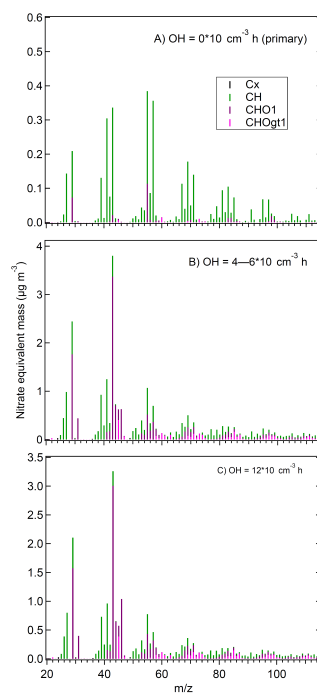 0.6
A) OH = 0*10 cm-3 h (primary)
0.5
Cx
CH
CHO1
CHOgt1
0.4
0.3
0.2
0.1
0.0
4
B) OH = 4—6*10 cm-3 h
3
2
1
0
Nitrate equivalent mass (µg m-3)
3.5
C) OH = 12*10 cm-3 h
3.0
2.5
2.0
1.5
1.0
0.5
0.0
20 40 60 80 100
m/z